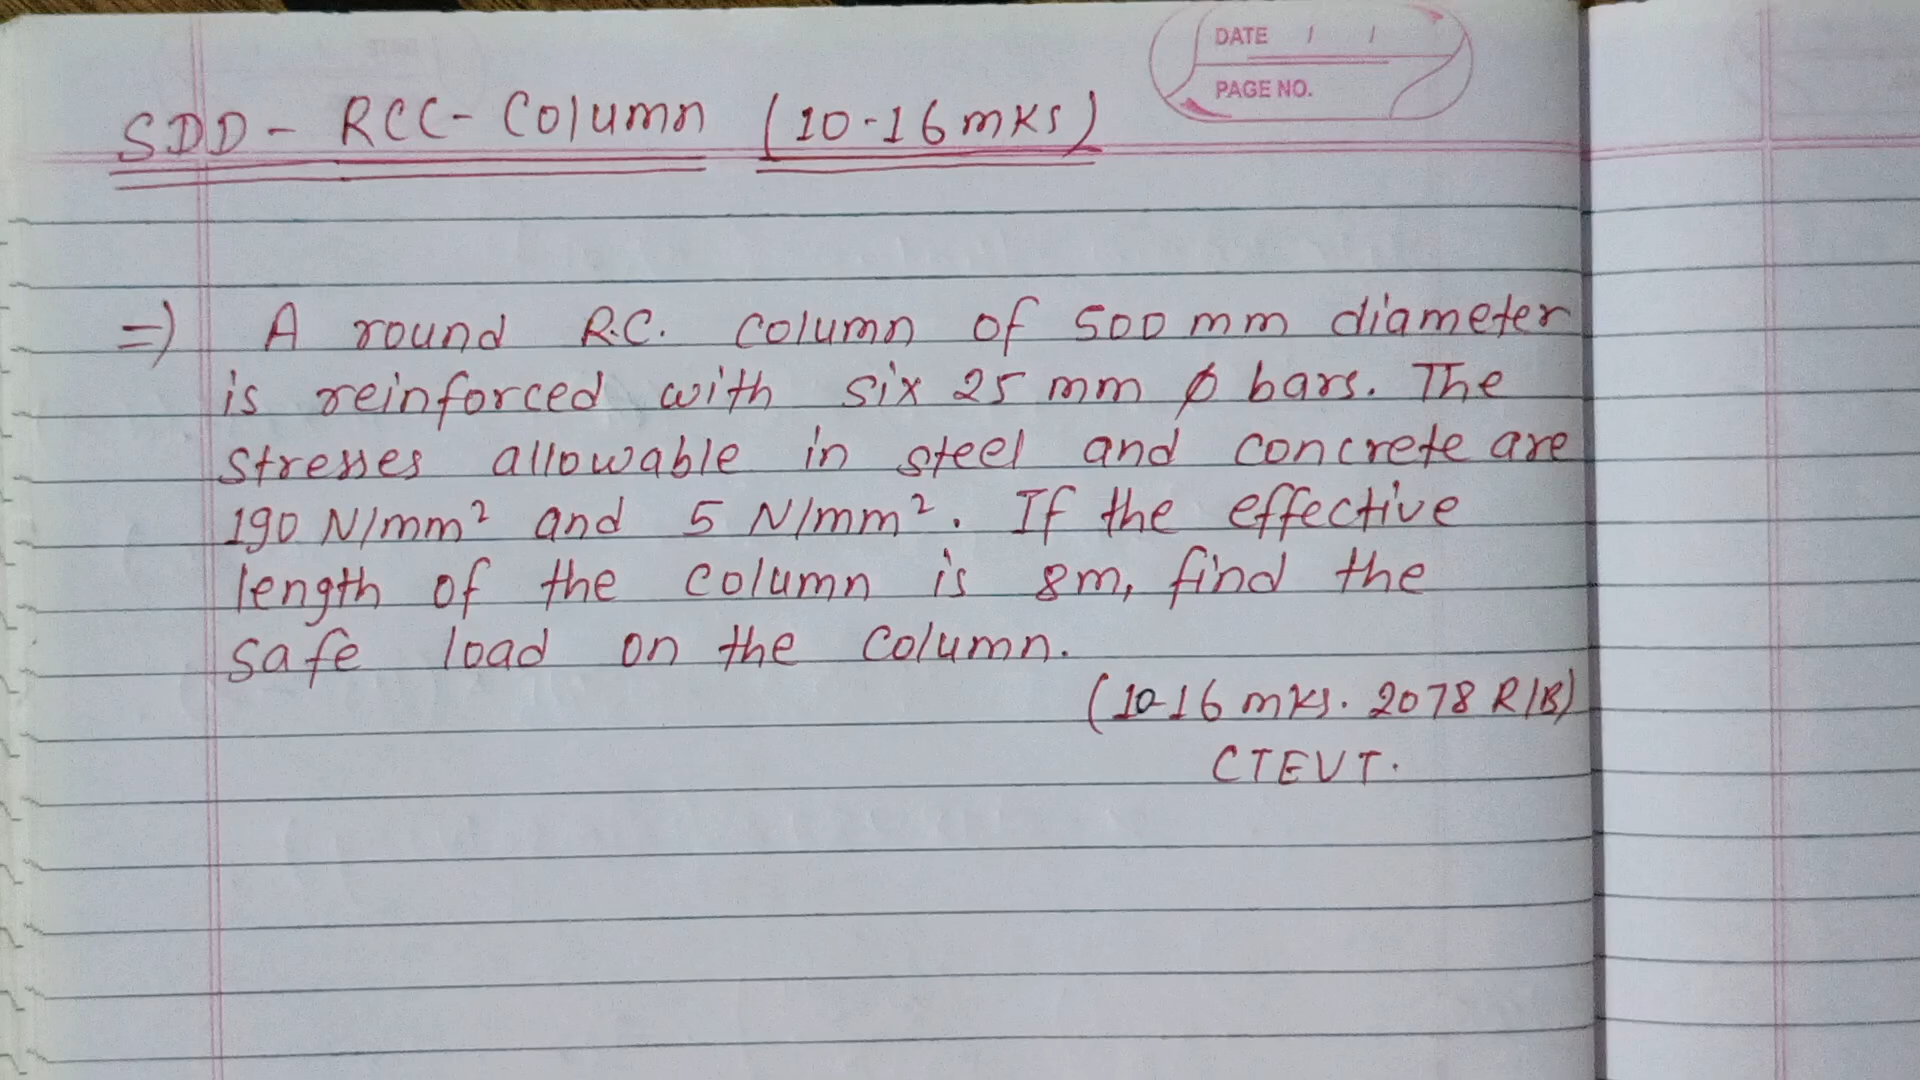 DATE / /
PAGE NO.
SDD - RCC - Column (10-16 mks)
⇒) A round R.C. column of 500 mm diameter
is reinforced with six 25 mm ϕ bars. The
stresses allowable in steel and concrete are
190 N/mm² and 5 N/mm². If the effective
length of the column is 8m, find the
safe load on the column.
(10-16 mks. 2078 R/B)
CTEVT.